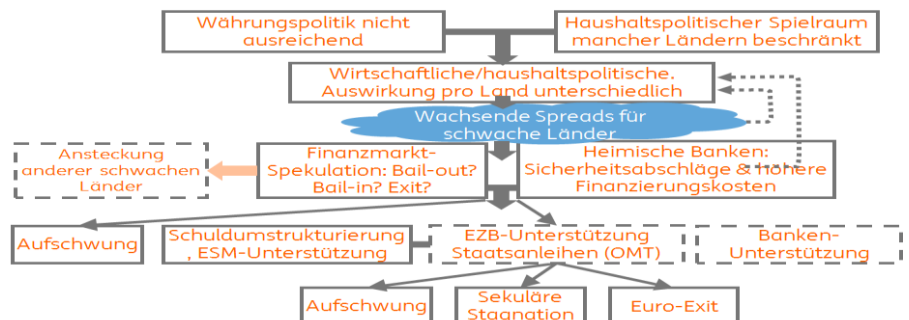 Währungspolitik nicht
ausreichend
Haushaltspolitischer Spielraum
mancher Ländern beschränkt
Wirtschaftliche/haushaltspolitische.
Auswirkung pro Land unterschiedlich
Wachsende Spreads für
schwache Länder
Ansteckung
anderer schwachen
Länder
Finanzmarkt-
Spekulation: Bail-out?
Bail-in? Exit?
Heimische Banken:
Sicherheitsabschläge & höhere
Finanzierungskosten
Aufschwung
Schuldumstrukturierung
, ESM-Unterstützung
EZB-Unterstützung
Staatsanleihen (OMT)
Banken-
Unterstützung
Aufschwung
Sekuläre
Stagnation
Euro-Exit